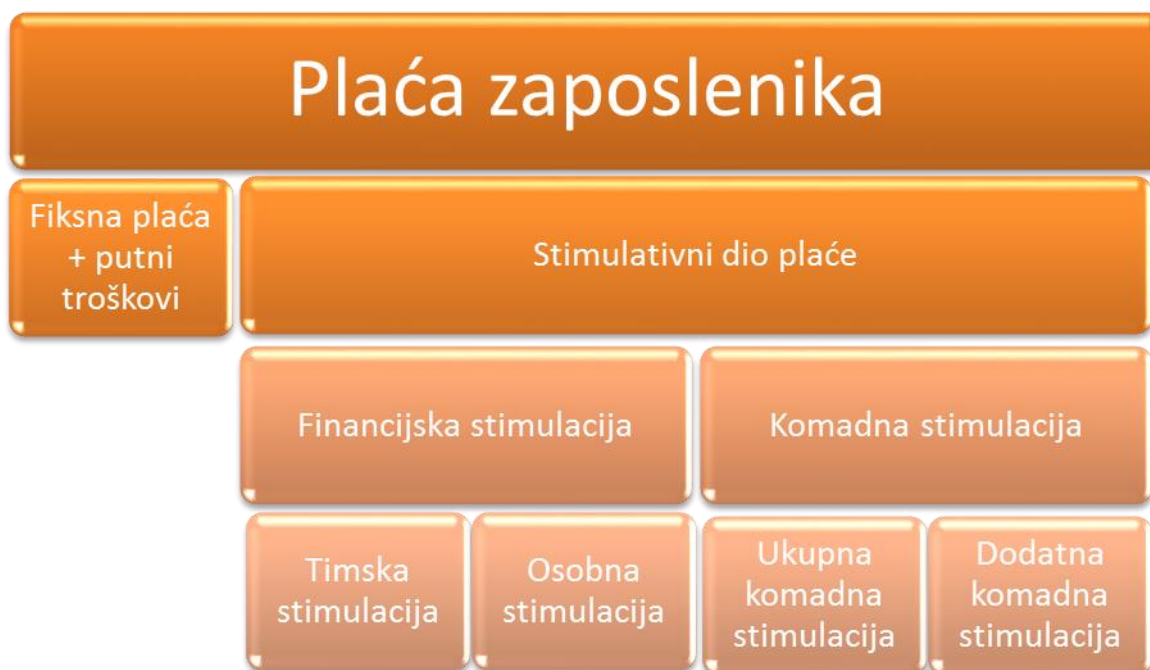 Plaća zaposlenika
Fiksna plaća
+ putni
troškovi
Stimulativni dio plaće
Financijska stimulacija
Komadna stimulacija
Timska
stimulacija
Osobna
stimulacija
Ukupna
komadna
stimulacija
Dodatna
komadna
stimulacija